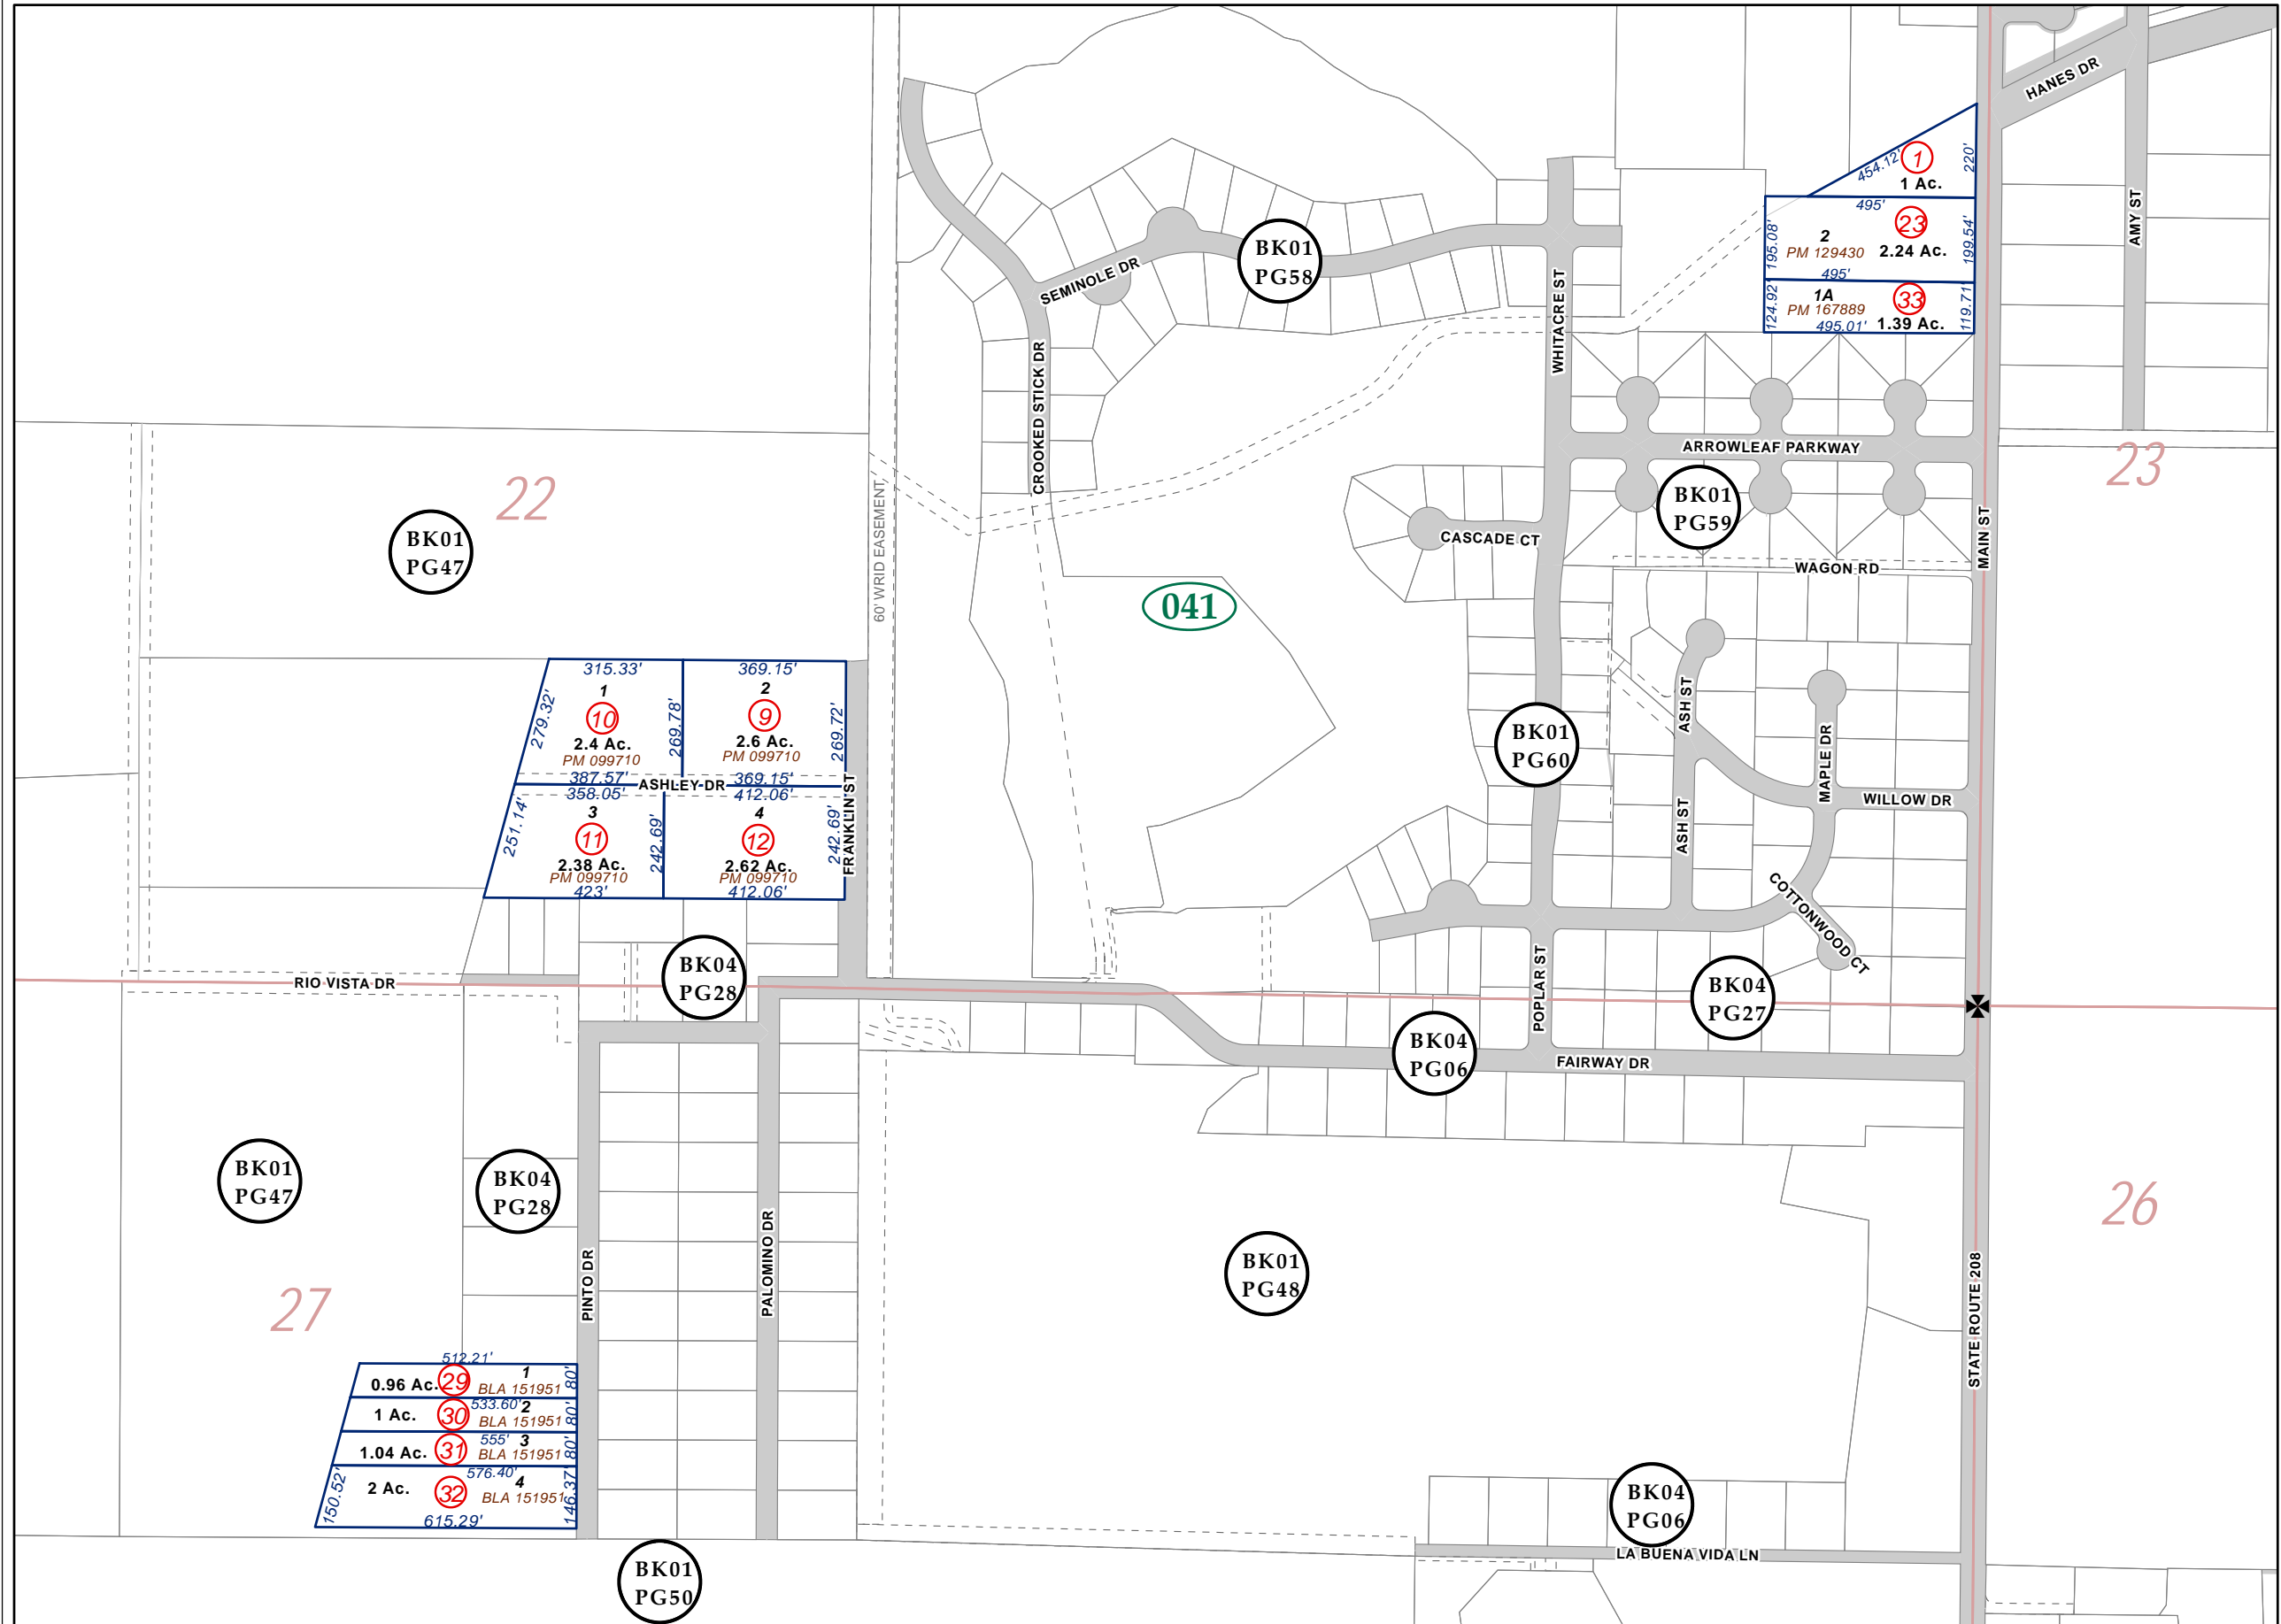 HANES DR
AMY ST
454.12'
1
1 Ac.
220'
495'
23
2
PM 129430
2.24 Ac.
195.08'
199.54'
495'
1A
33
PM 167889
495.01'
1.39 Ac.
124.92'
119.71'
BK01
PG58
SEMINOLE DR
CROOKED STICK DR
WHITACRE ST
ARROWLEAF PARKWAY
BK01
PG59
23
MAIN ST
22
BK01
PG47
60' WRID EASEMENT
CASCADE CT
WAGON RD
041
315.33'
369.15'
1
10
2.4 Ac.
PM 099710
279.32'
269.78'
2
9
2.6 Ac.
PM 099710
269.72'
387.57'
ASHLEY DR
369.15'
358.05'
412.06'
3
11
2.38 Ac.
PM 099710
423'
251.14'
242.69'
4
12
2.62 Ac.
PM 099710
412.06'
242.69'
FRANKLIN ST
BK01
PG60
ASH ST
MAPLE DR
WILLOW DR
ASH ST
COTTONWOOD CT
POPLAR ST
RIO VISTA DR
BK04
PG28
BK04
PG27
BK04
PG06
FAIRWAY DR
BK01
PG47
BK04
PG28
26
PINTO DR
PALOMINO DR
BK01
PG48
STATE ROUTE 208
27
512.21'
0.96 Ac.
29
1
BLA 151951
80'
1 Ac.
30
533.60'
2
BLA 151951
80'
1.04 Ac.
31
555'
3
BLA 151951
80'
576.40'
2 Ac.
32
4
BLA 151951
150.52'
146.37'
615.29'
BK04
PG06
LA BUENA VIDA LN
BK01
PG50